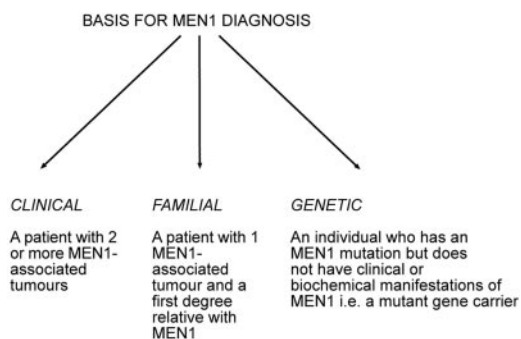 BASIS FOR MEN1 DIAGNOSIS
CLINICAL
A patient with 2
or more MEN1-
associated
tumours
FAMILIAL
A patient with 1
MEN1-
associated
tumour and a
first degree
relative with
MEN1
GENETIC
An individual who has an
MEN1 mutation but does
not have clinical or
biochemical manifestations of
MEN1 i.e. a mutant gene carrier